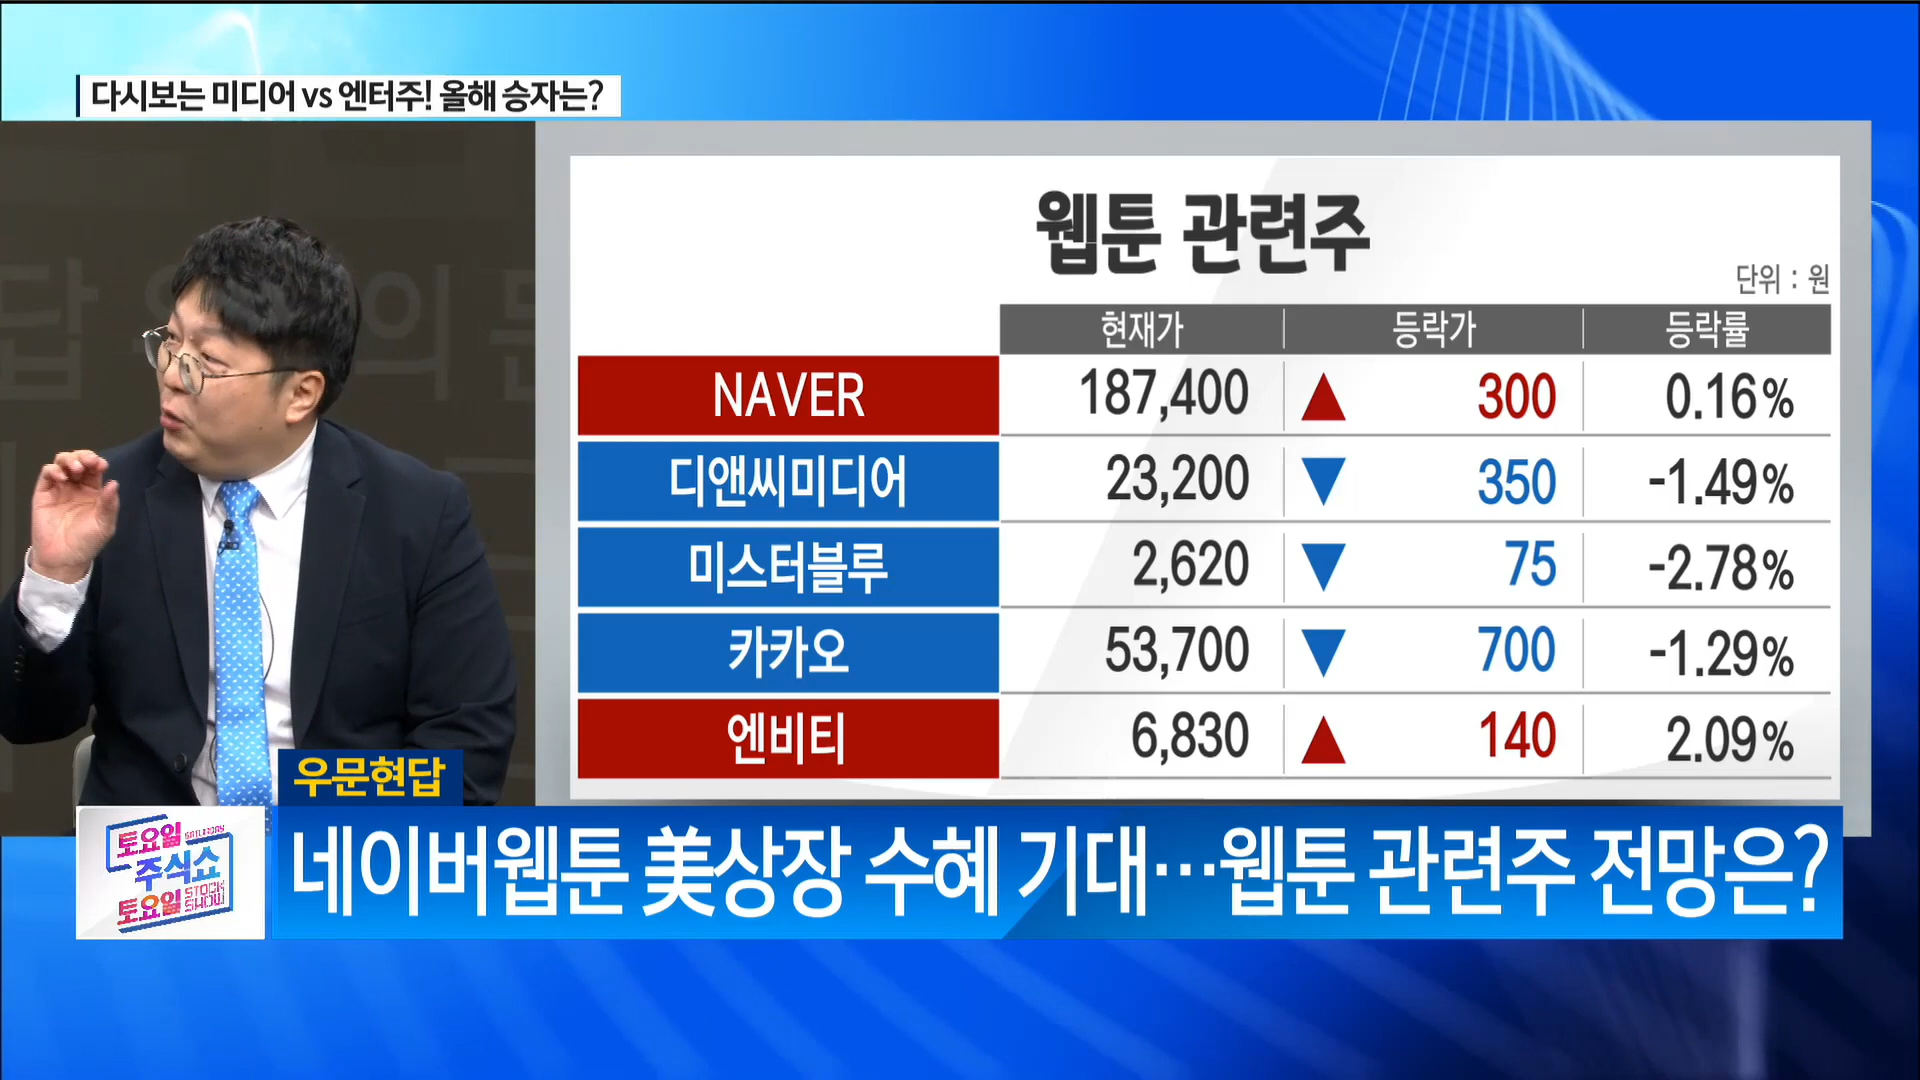 다시보는 미디어 vs 엔터주! 올해 승자는?
웹툰 관련주
단위 : 원
현재가 등락가 등락률
NAVER 187,400 ▲ 300 0.16%
디앤씨미디어 23,200 ▼ 350 -1.49%
미스터블루 2,620 ▼ 75 -2.78%
카카오 53,700 ▼ 700 -1.29%
엔비티 6,830 ▲ 140 2.09%
우문현답
네이버웹툰 美상장 수혜 기대…웹툰 관련주 전망은?
토요일 SATURDAY
주식쇼
토요일 STOCK SHOW